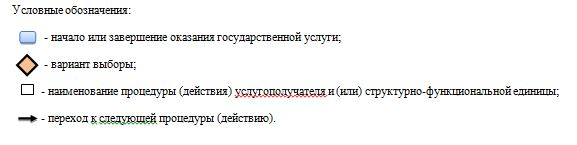 Условные обозначения:
- начало или завершение оказания государственной услуги;
- вариант выборы;
- наименование процедуры (действия) услугополучателя и (или) структурно-функциональной единицы;
- переход к следующей процедуры (действию).